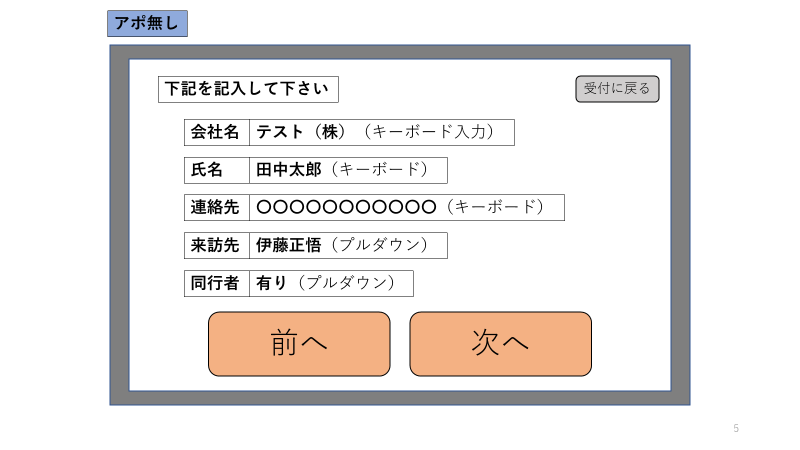 アポ無し
下記を記入して下さい
受付に戻る
会社名 テスト（株）（キーボード入力）
氏名 田中太郎（キーボード）
連絡先 〇〇〇〇〇〇〇〇〇〇〇（キーボード）
来訪先 伊藤正悟（プルダウン）
同行者 有り（プルダウン）
前へ 次へ
5